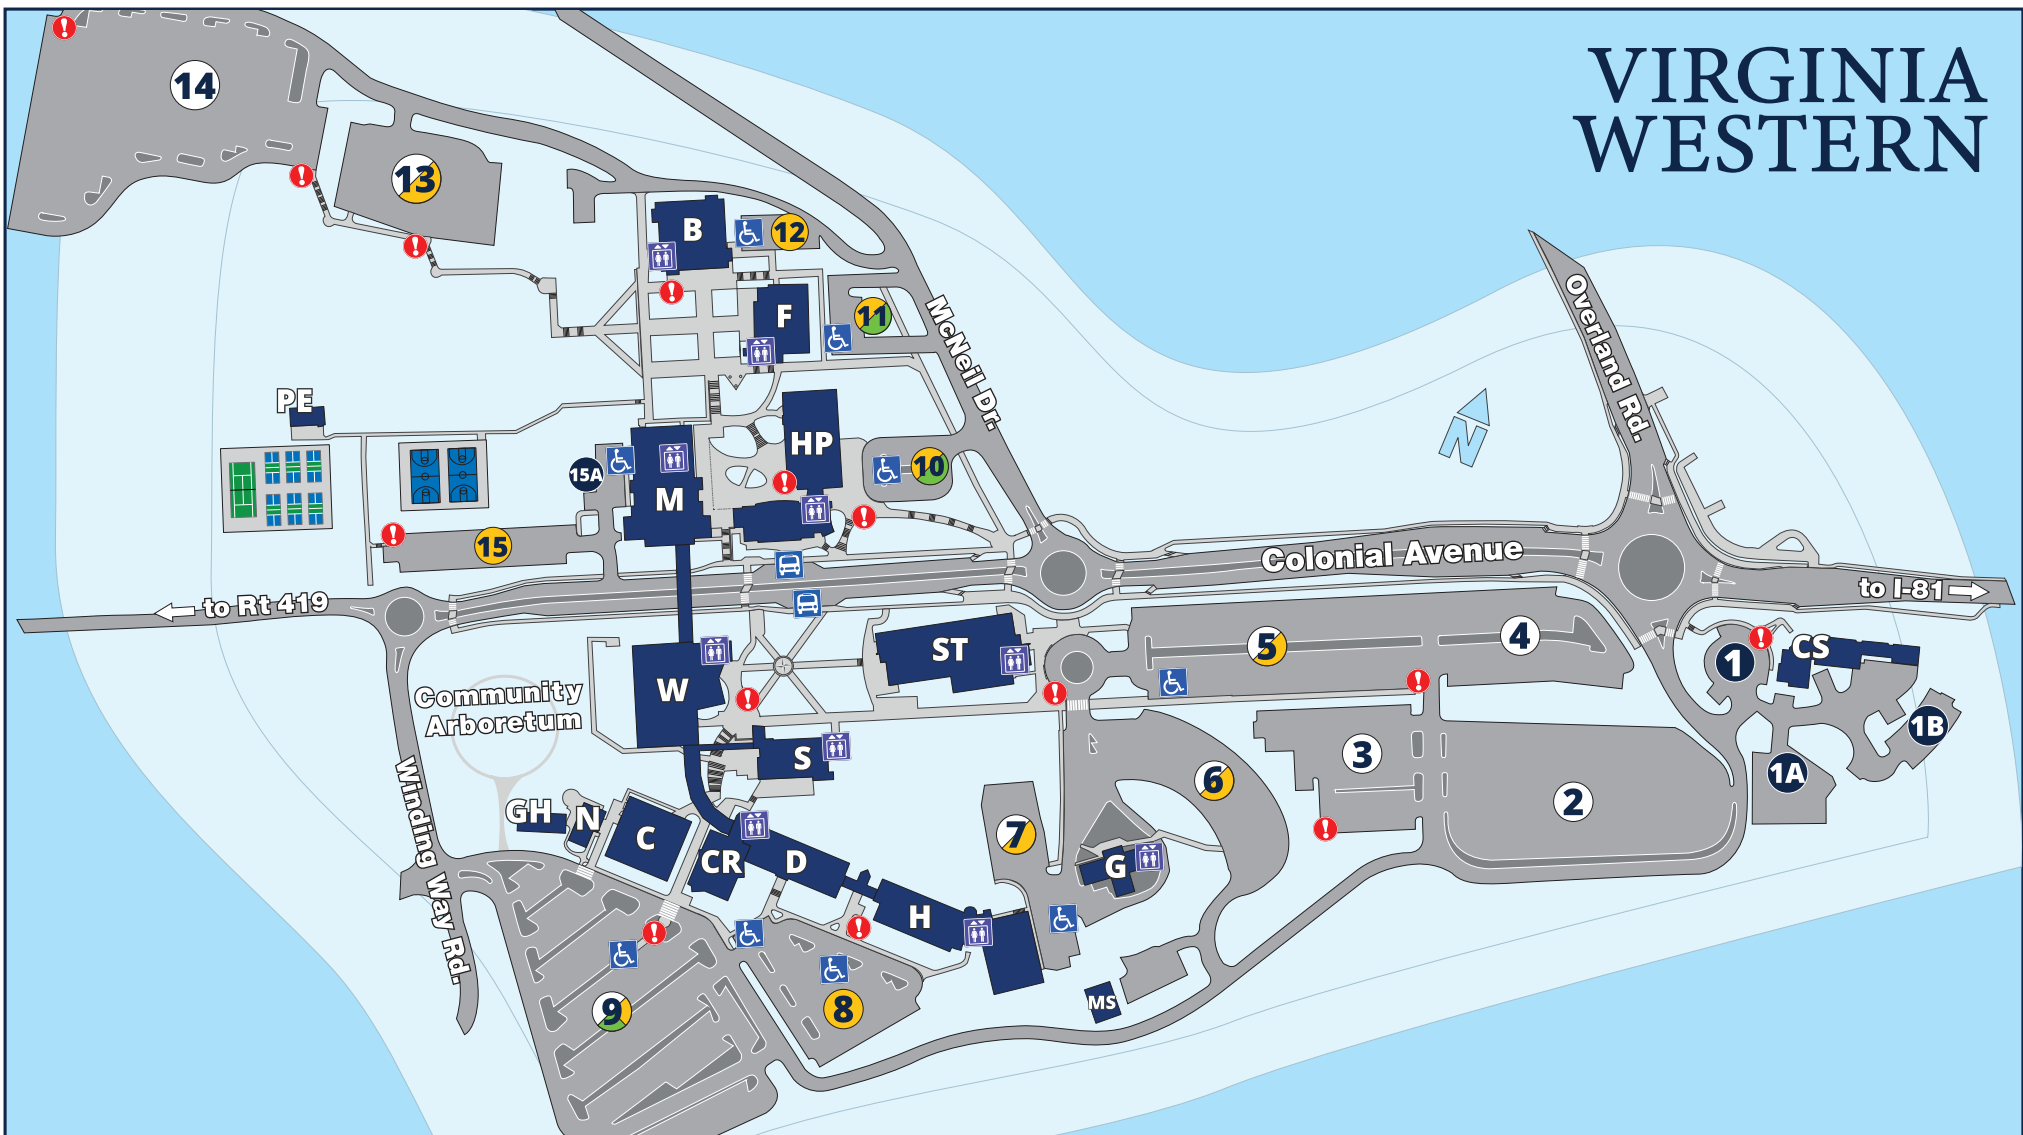 VIRGINIA
WESTERN
14
13
B
12
F
11
McNeil Dr.
Overland Rd.
PE
HP
10
N
15A
M
15
Colonial Avenue
to Rt 419
to I-81
ST
5
4
1
CS
W
Community
Arboretum
S
3
1B
1A
6
2
Winding Way Rd.
GH
N
C
CR
D
7
G
H
9
8
MS